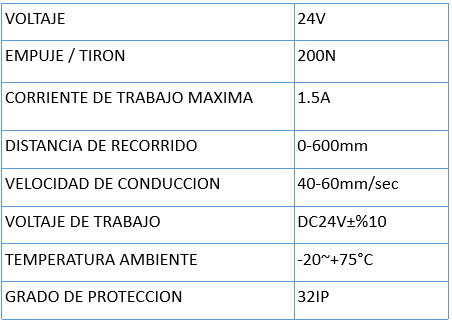 VOLTAJE 24V
EMPUJE / TIRON 200N
CORRIENTE DE TRABAJO MAXIMA 1.5A
DISTANCIA DE RECORRIDO 0-600mm
VELOCIDAD DE CONDUCCION 40-60mm/sec
VOLTAJE DE TRABAJO DC24V±%10
TEMPERATURA AMBIENTE -20~+75°C
GRADO DE PROTECCION 32IP